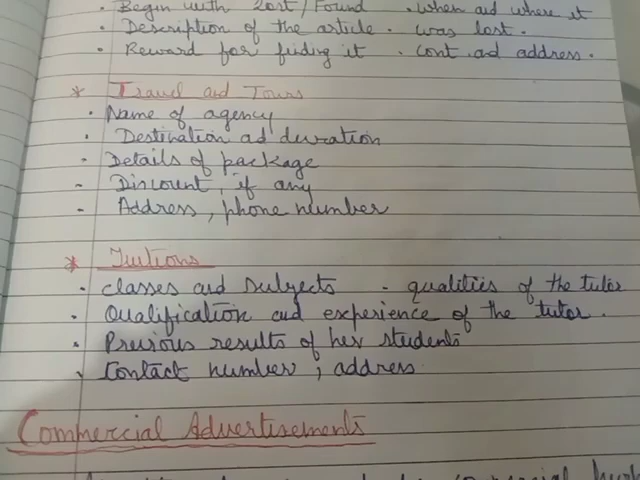 · Begin with Lost/Found · When ad where it
· Description of the article · was lost.
· Reward for finding it · Cont. ad address.
* Travel and Tours
· Name of agency
· Destination ad duration
· Details of package
- Discount, if any
- Address, phone number
* Tuitions
· Classes and Subjects - qualities of the tutor
· Qualification and experience of the tutor.
· Previous results of her students
· Contact number, address
Commercial Advertisements